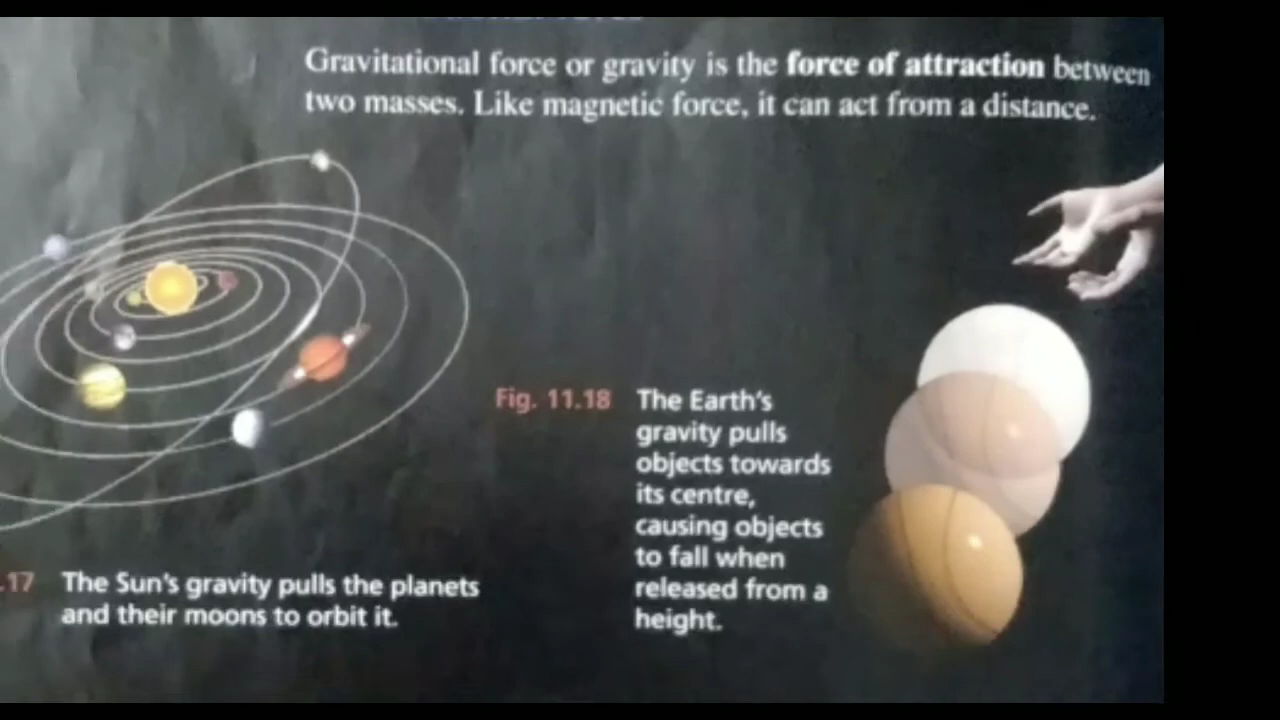 Gravitational force or gravity is the force of attraction between
two masses. Like magnetic force, it can act from a distance.
Fig. 11.18 The Earth's
gravity pulls
objects towards
its centre,
causing objects
to fall when
released from a
height.
.17 The Sun's gravity pulls the planets
and their moons to orbit it.